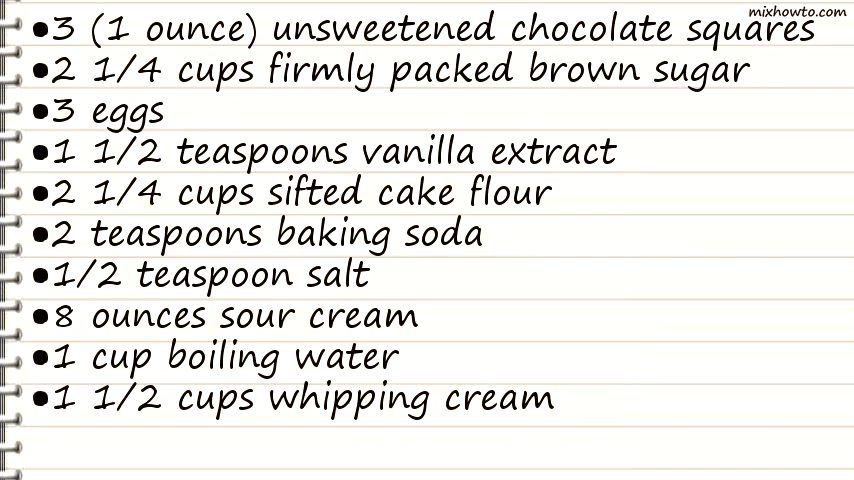 mixhowto.com
•3 (1 ounce) unsweetened chocolate squares
•2 1/4 cups firmly packed brown sugar
•3 eggs
•1 1/2 teaspoons vanilla extract
•2 1/4 cups sifted cake flour
•2 teaspoons baking soda
•1/2 teaspoon salt
•8 ounces sour cream
•1 cup boiling water
•1 1/2 cups whipping cream